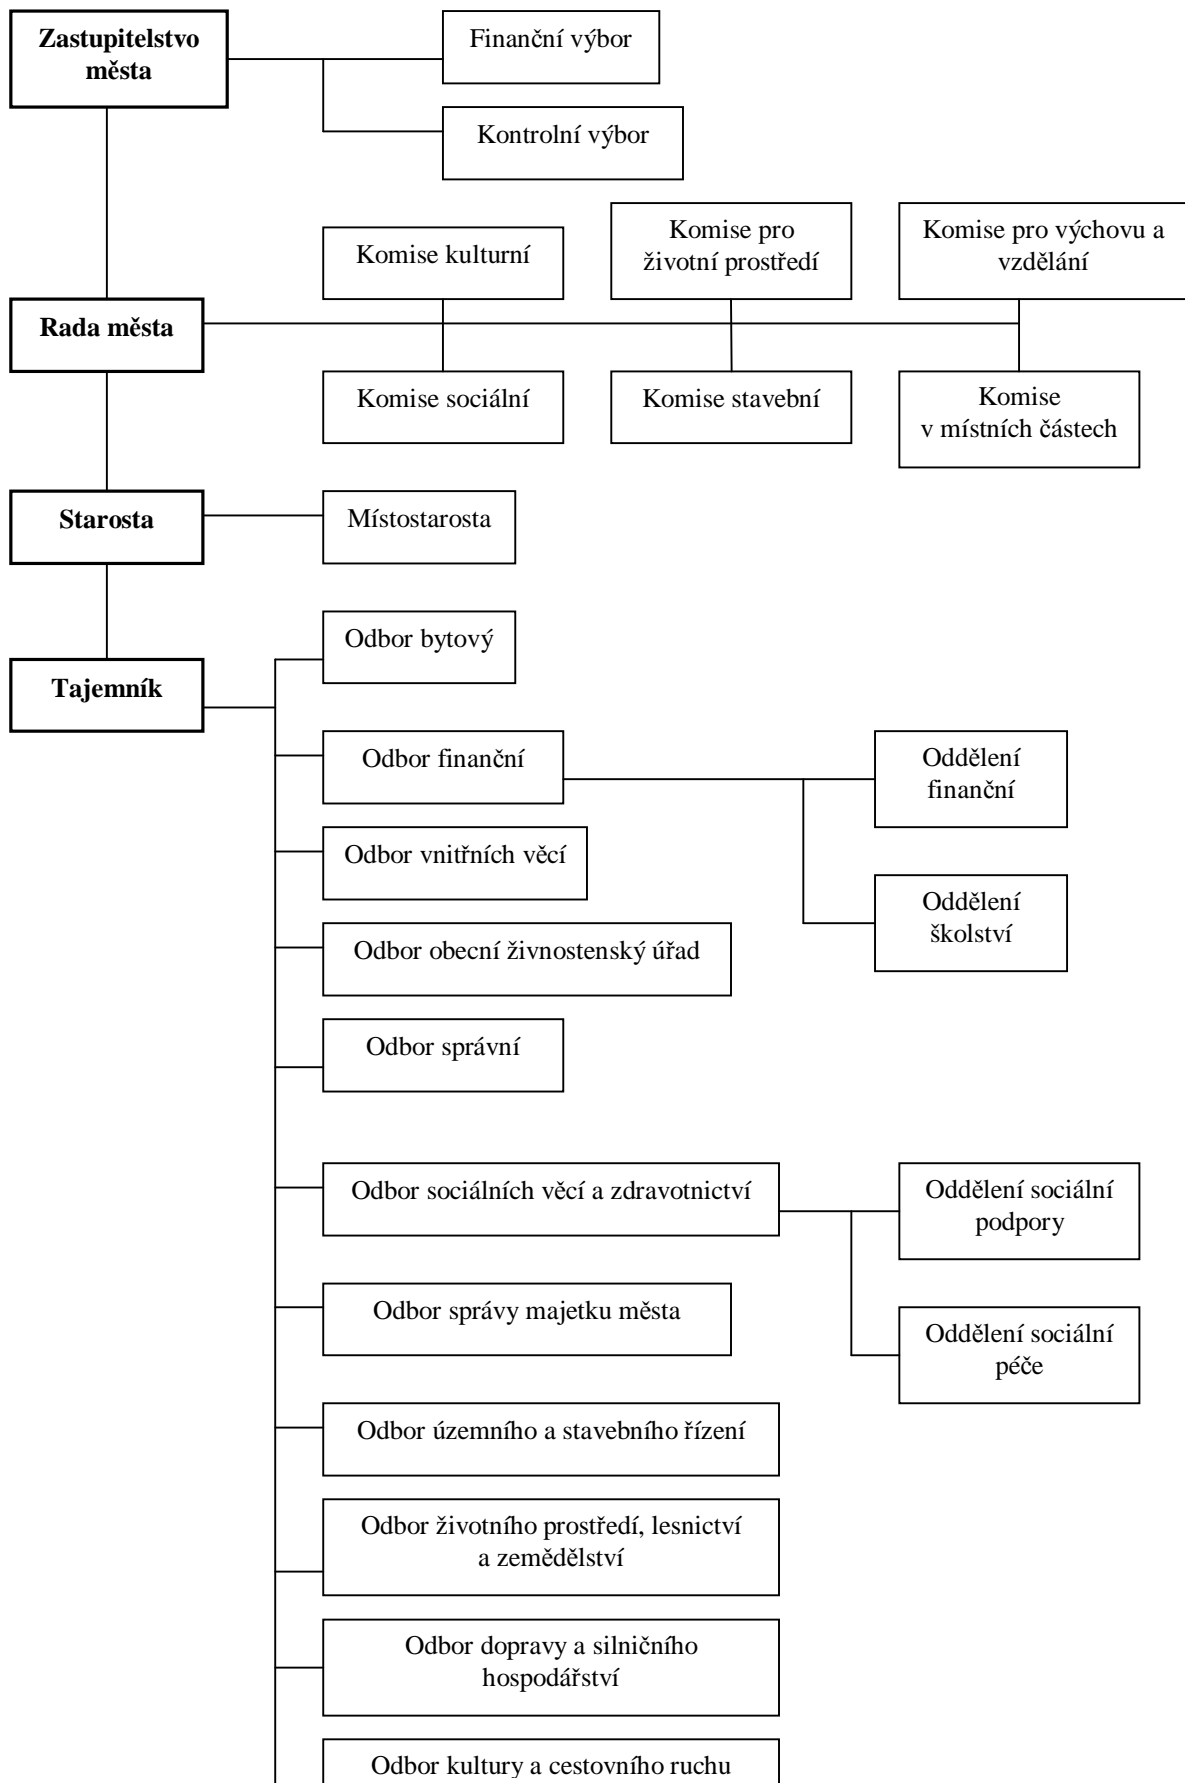 Zastupitelstvo
města
Finanční výbor
Kontrolní výbor
Komise kulturní
Komise pro
životní prostředí
Komise pro výchovu a
vzdělání
Rada města
Komise sociální
Komise stavební
Komise
v místních částech
Starosta
Místostarosta
Odbor bytový
Tajemník
Odbor finanční
Oddělení
finanční
Odbor vnitřních věcí
Oddělení
školství
Odbor obecní živnostenský úřad
Odbor správní
Odbor sociálních věcí a zdravotnictví
Oddělení sociální
podpory
Odbor správy majetku města
Oddělení sociální
péče
Odbor územního a stavebního řízení
Odbor životního prostředí, lesnictví
a zemědělství
Odbor dopravy a silničního
hospodářství
Odbor kultury a cestovního ruchu